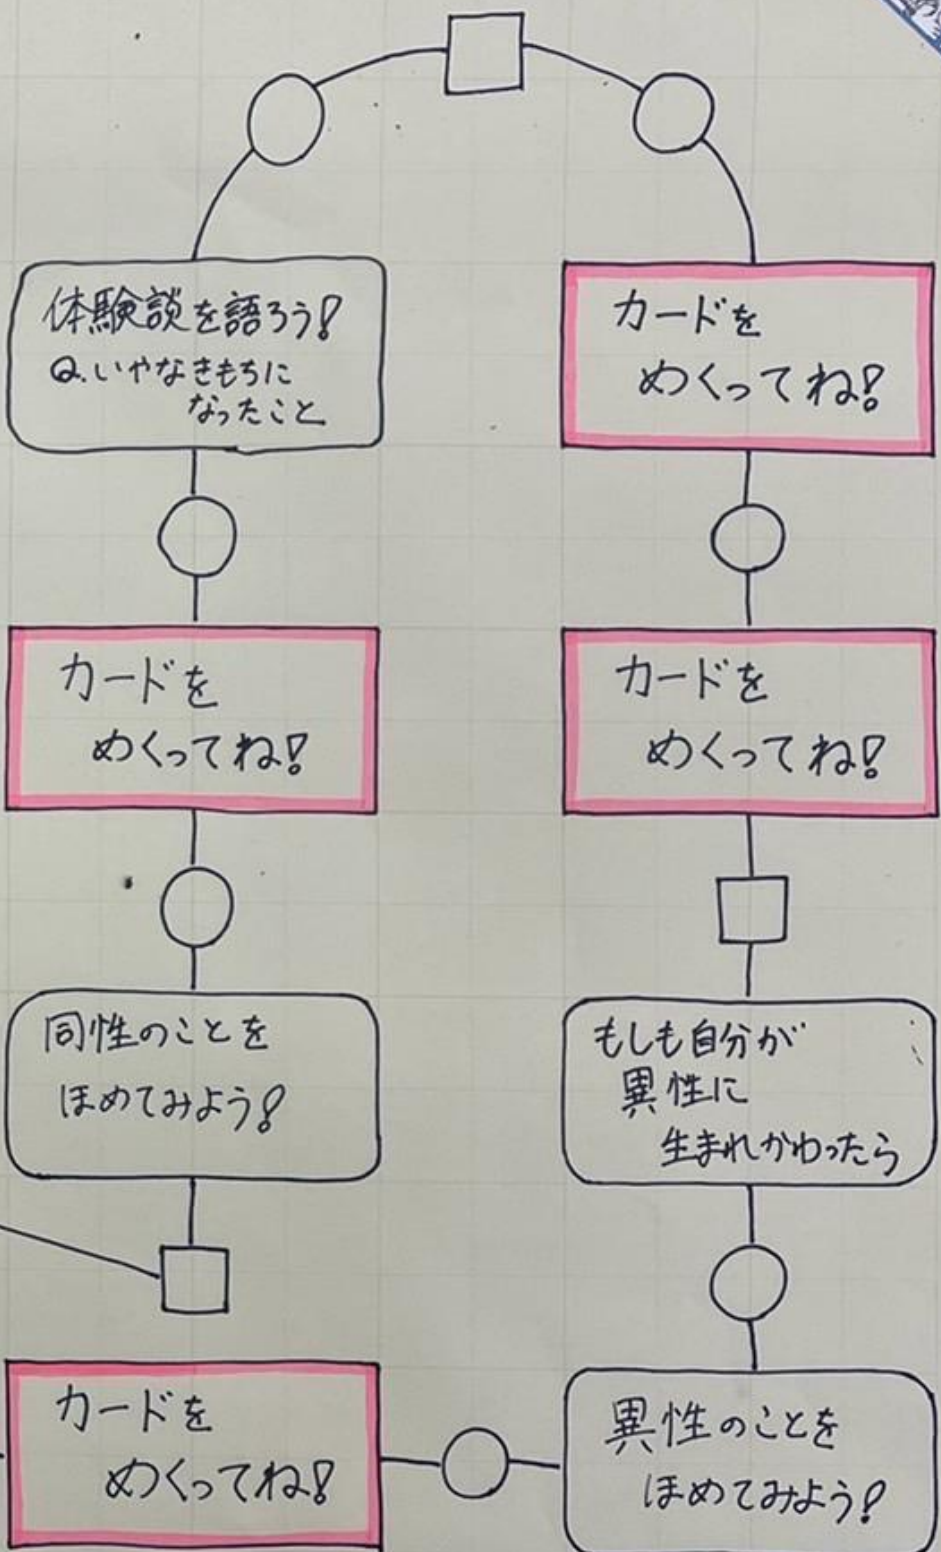 体験談を語ろう!
Q.いやなきもちに
なったこと
カードを
めくってね!
カードを
めくってね!
カードを
めくってね!
同性のことを
ほめてみよう!
もしも自分が
異性に
生まれかわったら
カードを
めくってね!
異性のことを
ほめてみよう!